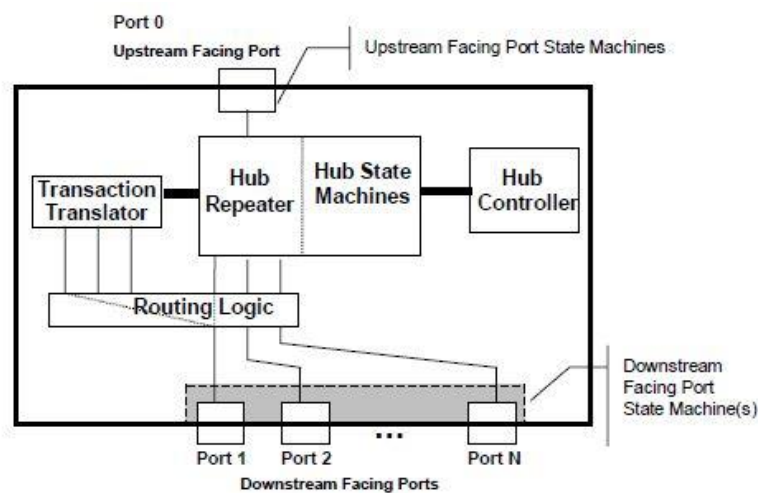 Port 0
Upstream Facing Port
Upstream Facing Port State Machines
Transaction
Translator
Hub
Repeater
Hub State
Machines
Hub
Controller
Routing Logic
Downstream
Facing Port
State Machine(s)
...
Port 1
Port 2
Port N
Downstream Facing Ports